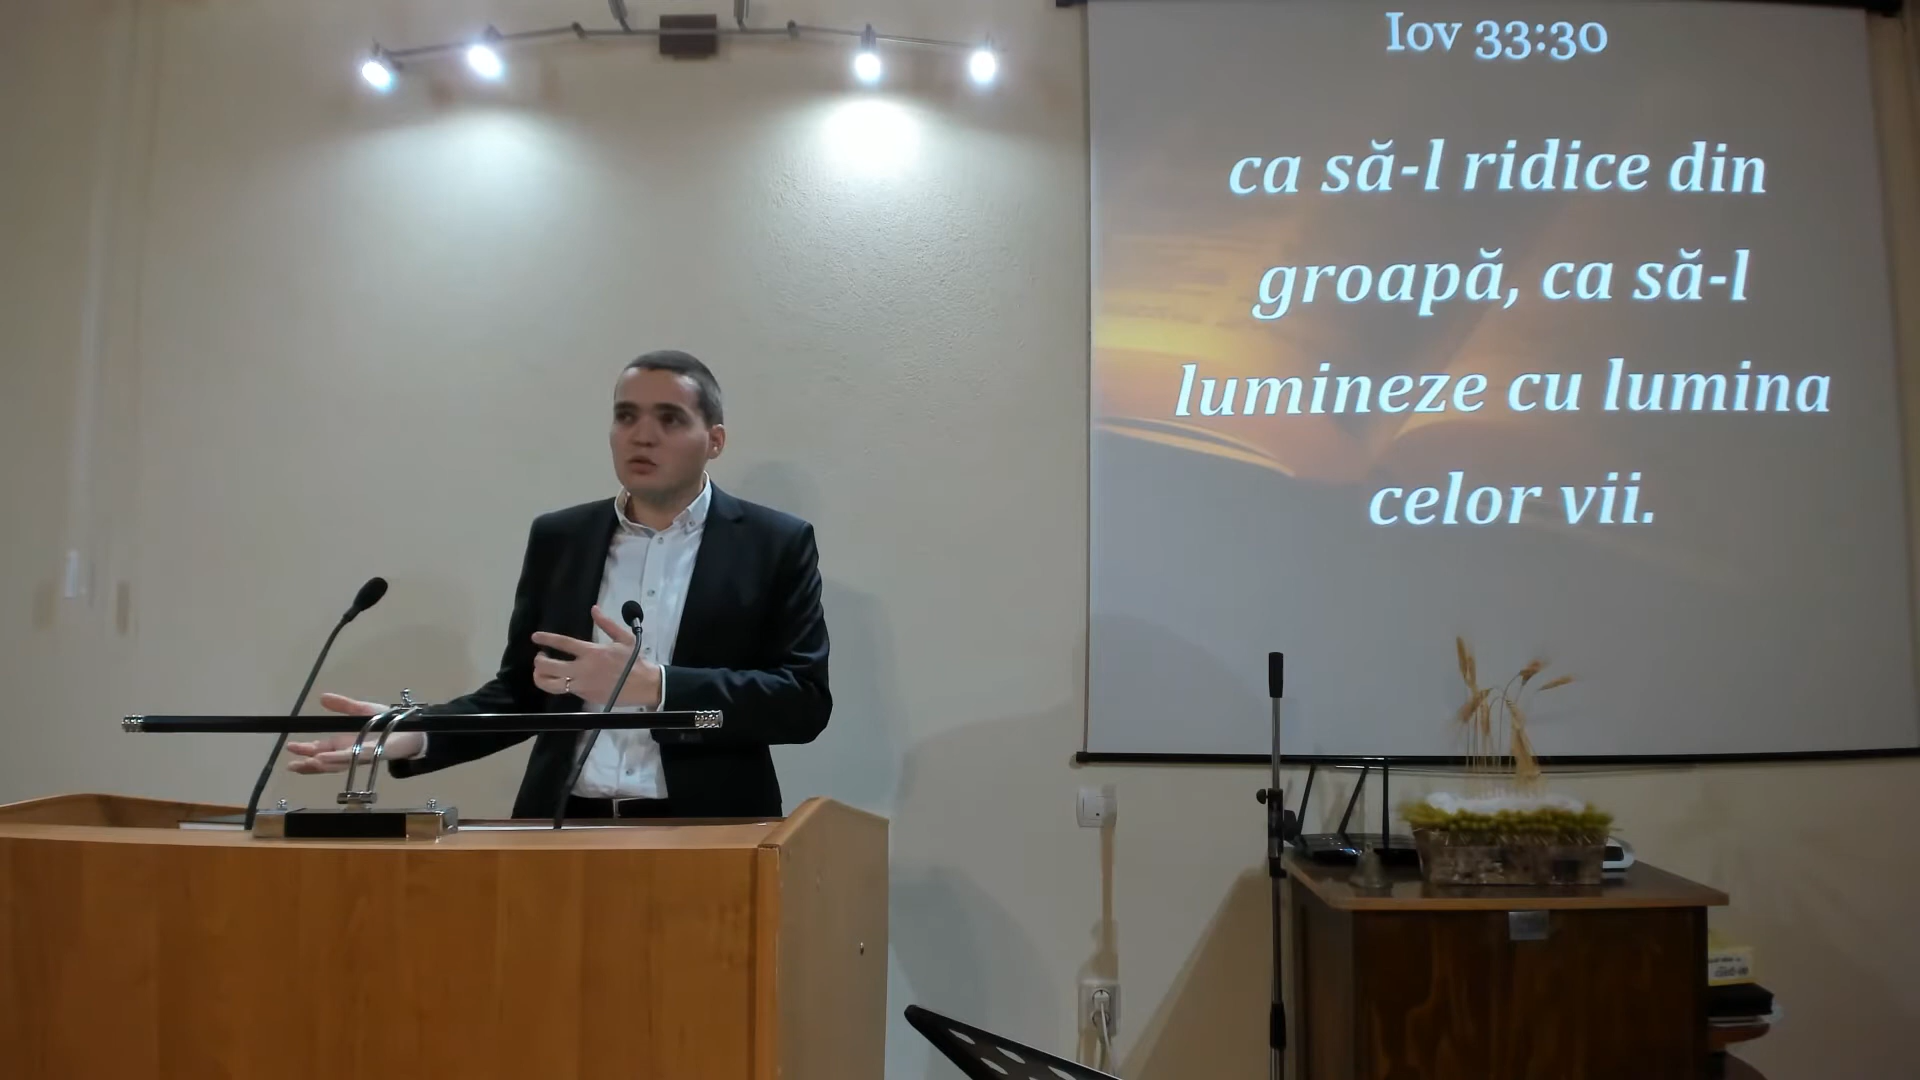 Iov 33:30
ca să-l ridice din
groapă, ca să-l
lumineze cu lumina
celor vii.